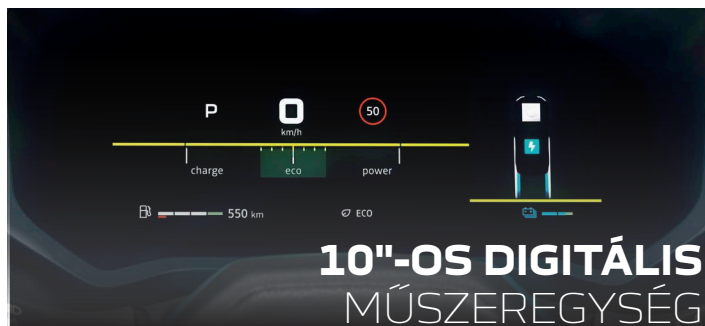 P 0 50
km/h
charge eco power
550 km ECO
10"-OS DIGITÁLIS
MŰSZEREGYSÉG